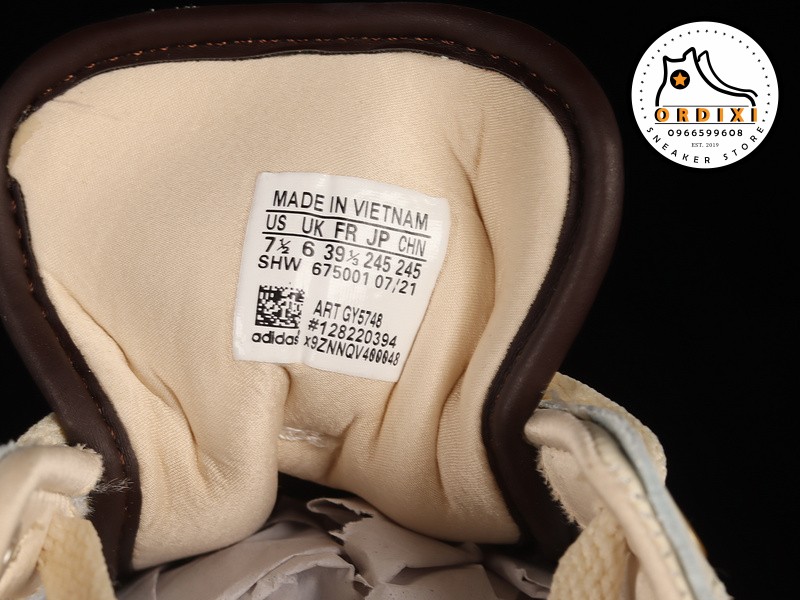 MADE IN VIETNAM
US UK FR JP CHN
7½ 6 39⅓ 245 245
SHW 675001 07/21
ART GY5748
#128220394
adidas x9ZNNQV400048
ORDIXI
0966599608
EST. 2019
SNEAKER STORE